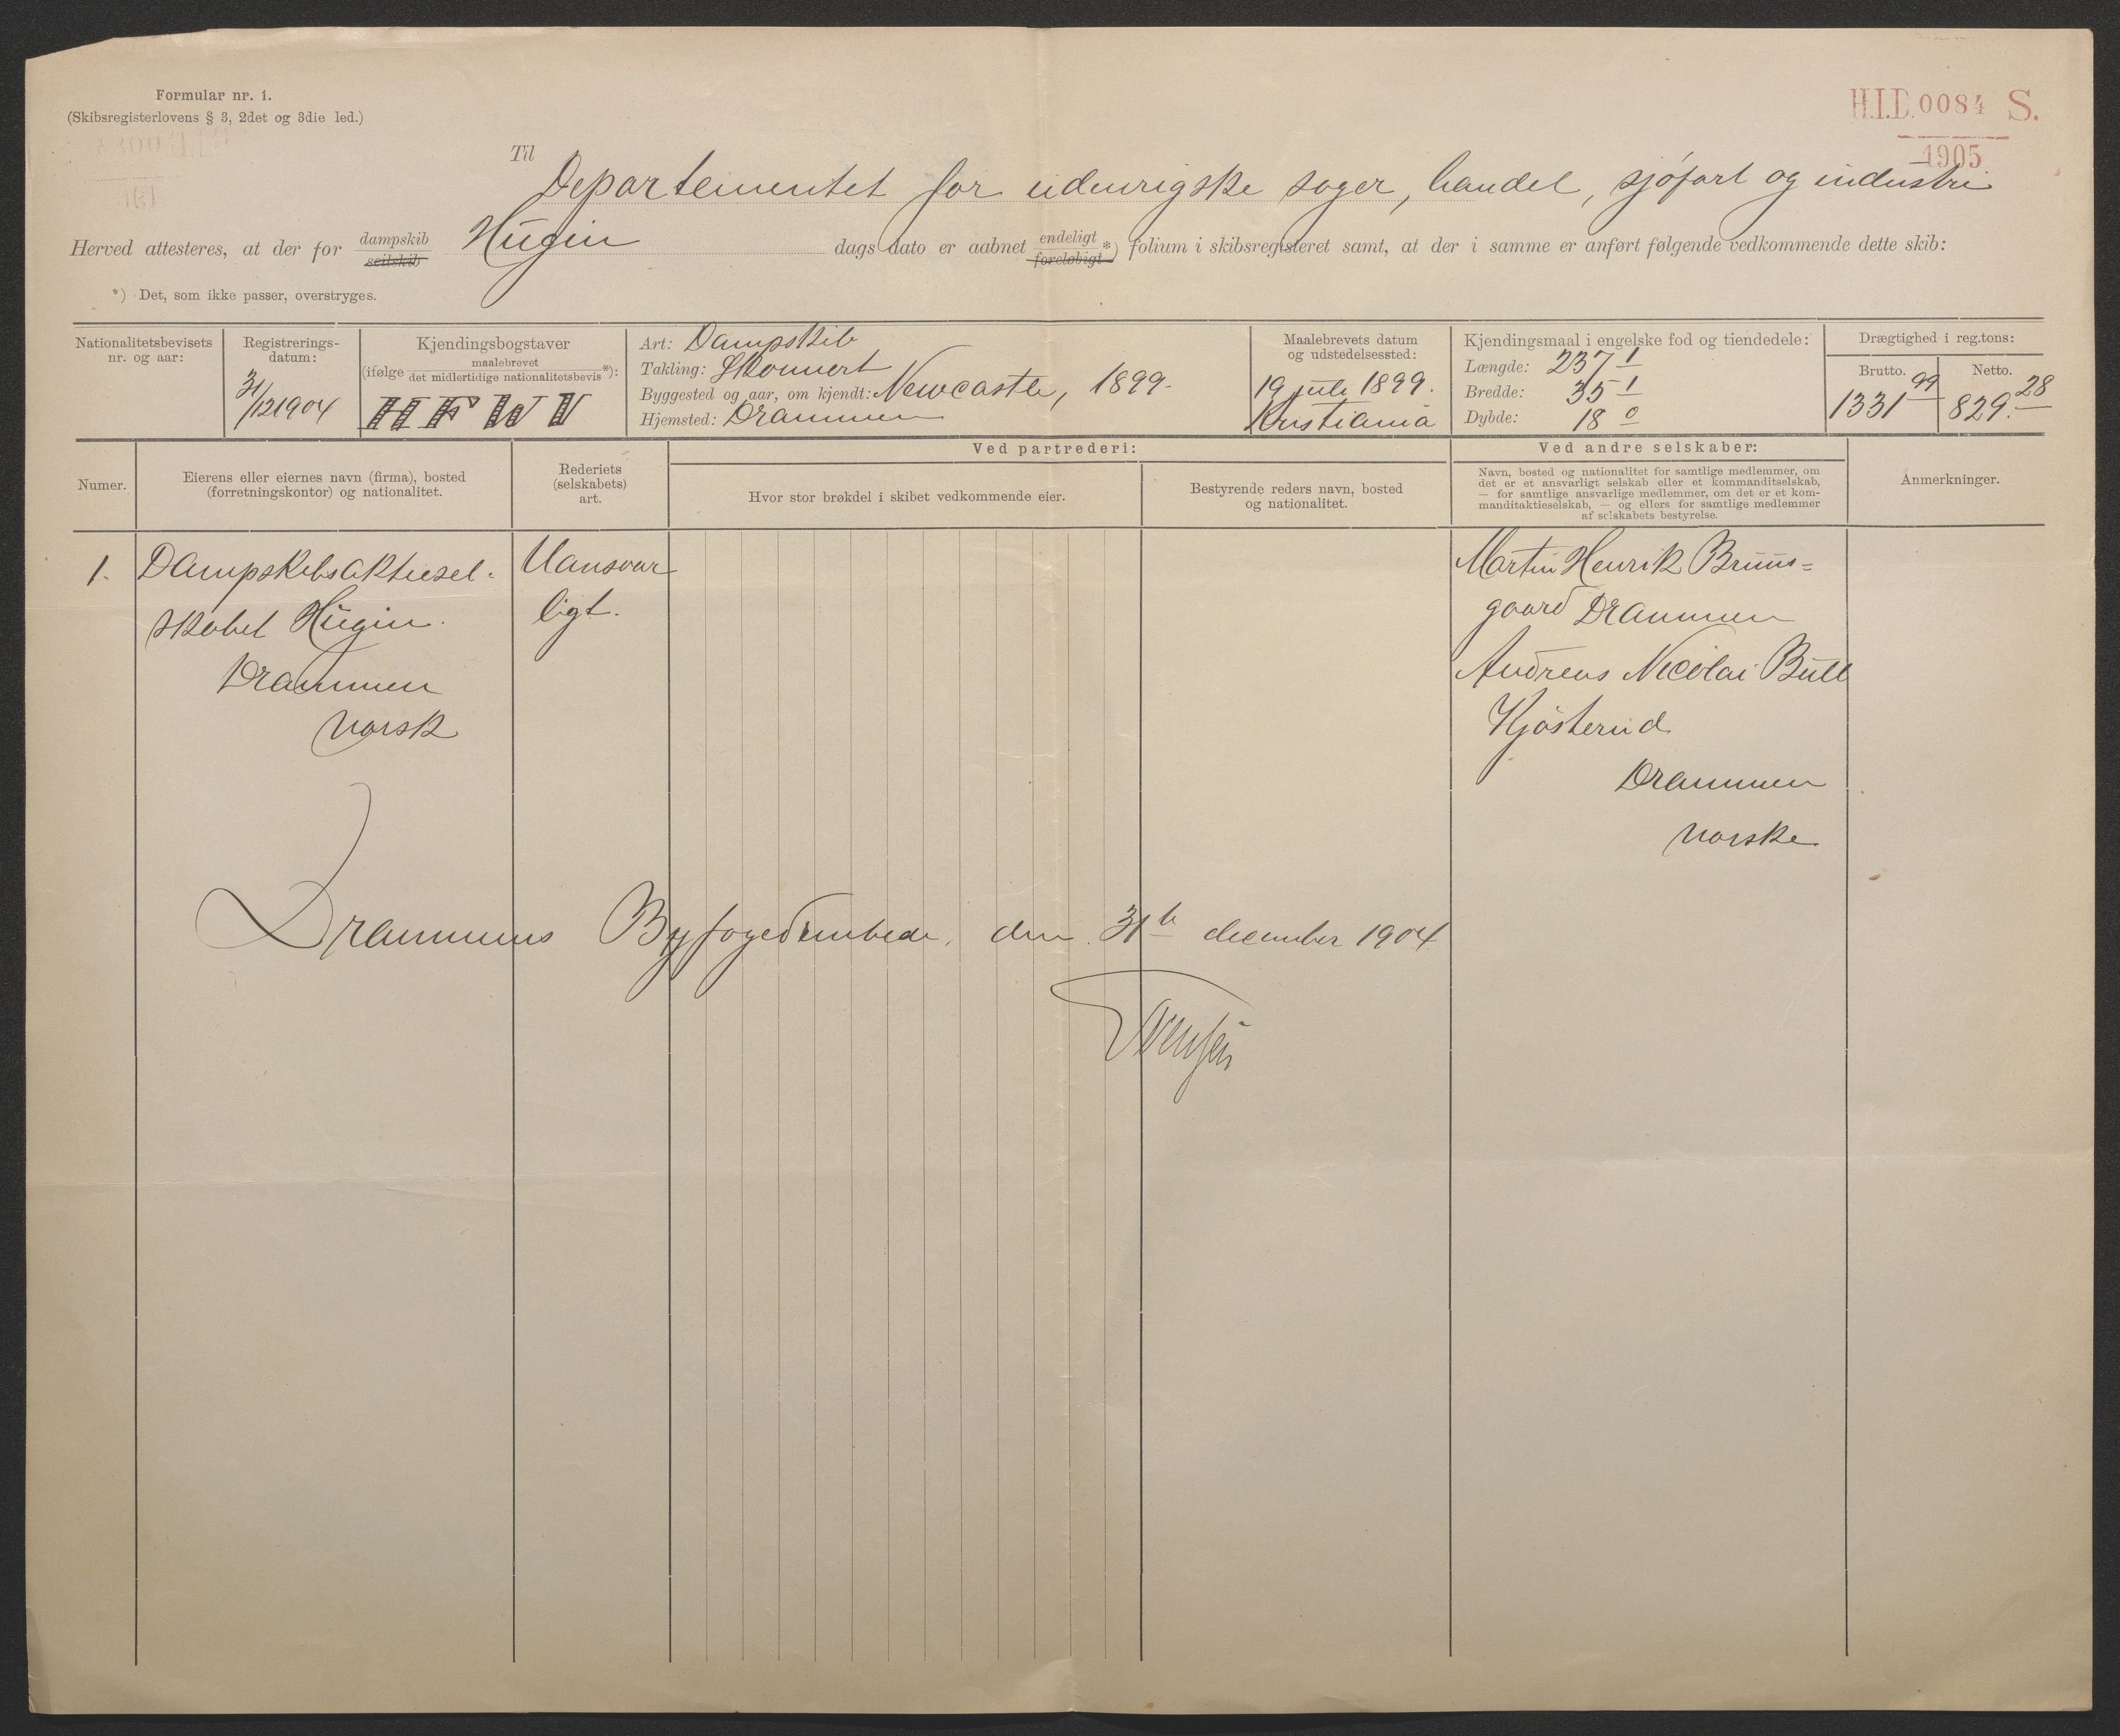 Formular nr. 1.
(Skibsregisterlovens § 3, 2det og 3die led.)
H.I.D. 0084 S.
1905
Til Departementet for udenrigske sager, handel, sjøfart og industri
Herved attesteres, at der for dampskib seilskib Hugin dags dato er aabnet endeligt foreløbigt *) folium i skibsregisteret samt, at der i samme er anført følgende vedkommende dette skib:
*) Det, som ikke passer, overstryges.
Nationalitetsbevisets nr. og aar:
Registrerings-datum:
31/12 1904
Kjendingsbogstaver
(ifølge maalebrevet det midlertidige nationalitetsbevis*):
H F W V
Art: Dampskib
Takling: Skonnert
Byggested og aar, om kjendt: Newcastle, 1899.
Hjemsted: Drammen
Maalebrevets datum og udstedelsessted:
19 juli 1899.
Kristiania
Kjendingsmaal i engelske fod og tiendedele:
Længde: 237 1
Bredde: 35 1
Dybde: 18 0
Drægtighed i reg.tons:
Brutto. Netto.
1331 99 829. 28
Numer.
Eierens eller eiernes navn (firma), bosted
(forretningskontor) og nationalitet.
Rederiets
(selskabets)
art.
Ved partrederi:
Hvor stor brøkdel i skibet vedkommende eier.
Bestyrende reders navn, bosted
og nationalitet.
Ved andre selskaber:
Navn, bosted og nationalitet for samtlige medlemmer, om
det er et ansvarligt selskab eller et kommanditselskab,
— for samtlige ansvarlige medlemmer, om det er et kom-
manditaktieselskab, — og ellers for samtlige medlemmer
af selskabets bestyrelse.
Anmerkninger.
1.
Dampskibsaktiesel-
skabet Hugin.
Drammen
norsk
Uansvar
ligt.
Martin Henrik Bruus=
gaard Drammen
Andreas Nicolai Bull
Kjøsterud
Drammen
norske
Drammens Byfogedembede, den 31te december 1904